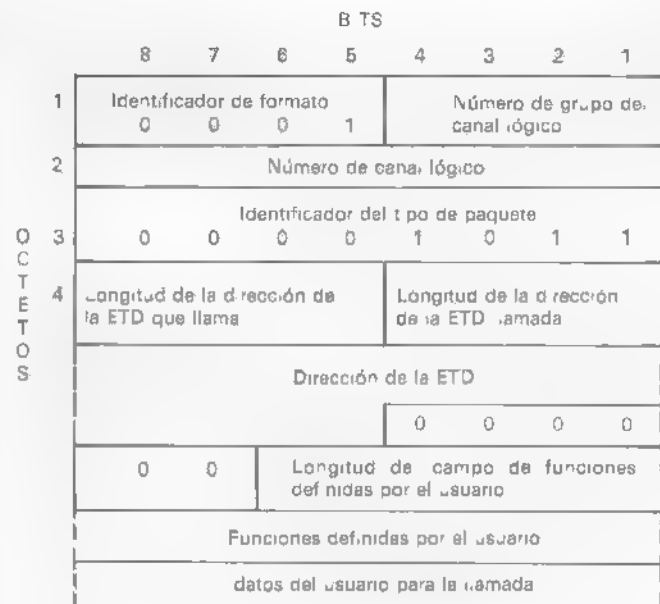 BITS
8 7 6 5 4 3 2 1
1 Identificador de formato
0 0 0 1
Número de grupo del
canal lógico
2 Número de canal lógico
Identificador del tipo de paquete
3 0 0 0 0 1 0 1 1
4 Longitud de la dirección de
la ETD que llama
Longitud de la dirección
de la ETD llamada
OCTETOS
Dirección de la ETD
0 0 0 0
0 0
Longitud de campo de funciones
definidas por el usuario
Funciones definidas por el usuario
datos del usuario para la llamada